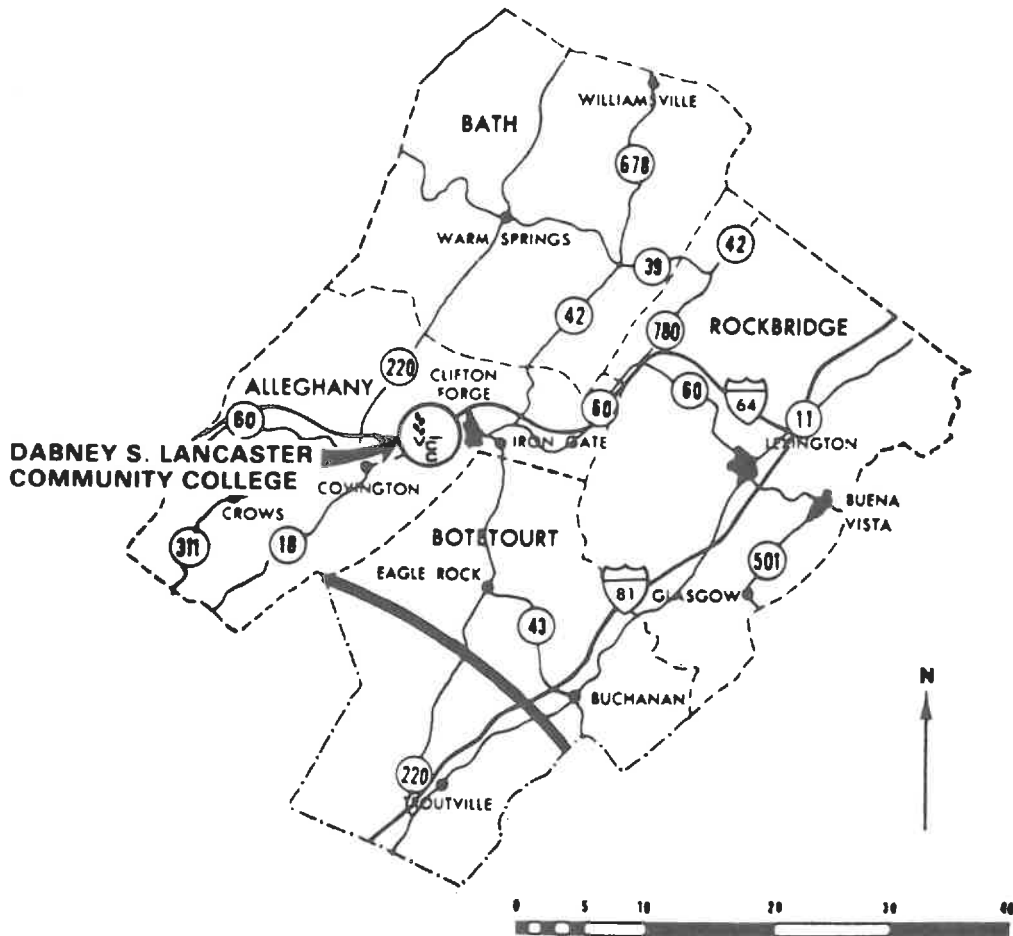 WILLIAMSVILLE
BATH
678
WARM SPRINGS
42
39
42
780
ROCKBRIDGE
220
CLIFTON
FORGE
ALLEGHANY
60
60
60
64
11
LEXINGTON
IRON GATE
DABNEY S. LANCASTER
COMMUNITY COLLEGE
COVINGTON
CROWS
BUENA
VISTA
311
18
BOTETOURT
501
EAGLE ROCK
81
GLASGOW
43
BUCHANAN
N
220
TROUTVILLE
0 5 10 20 30 40